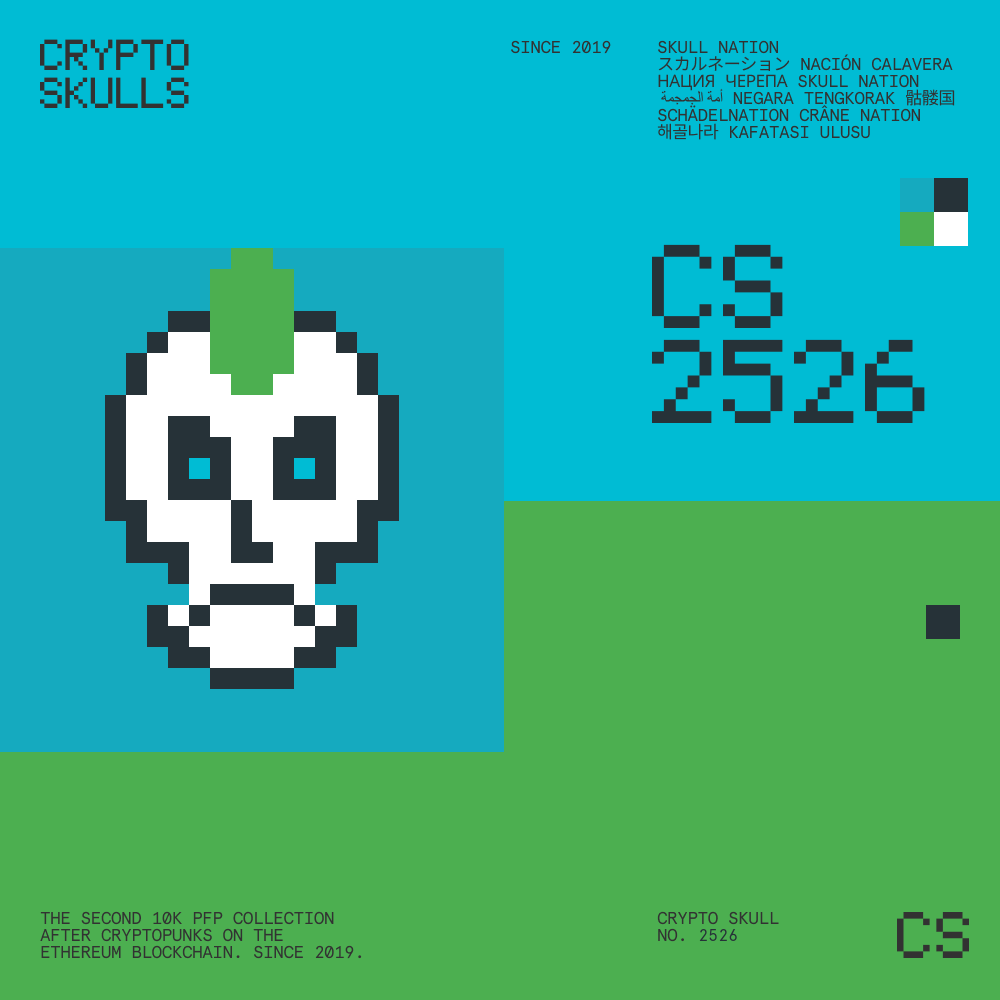 CRYPTO
SKULLS
SINCE 2019
SKULL NATION
スカルネーション NACIÓN CALAVERA
НАЦИЯ ЧЕРЕПА SKULL NATION
أمة الجمجمة NEGARA TENGKORAK 骷髅国
SCHÄDELNATION CRÂNE NATION
해골나라 KAFATASI ULUSU
CS
2526
THE SECOND 10K PFP COLLECTION
AFTER CRYPTOPUNKS ON THE
ETHEREUM BLOCKCHAIN. SINCE 2019.
CRYPTO SKULL
NO. 2526
CS